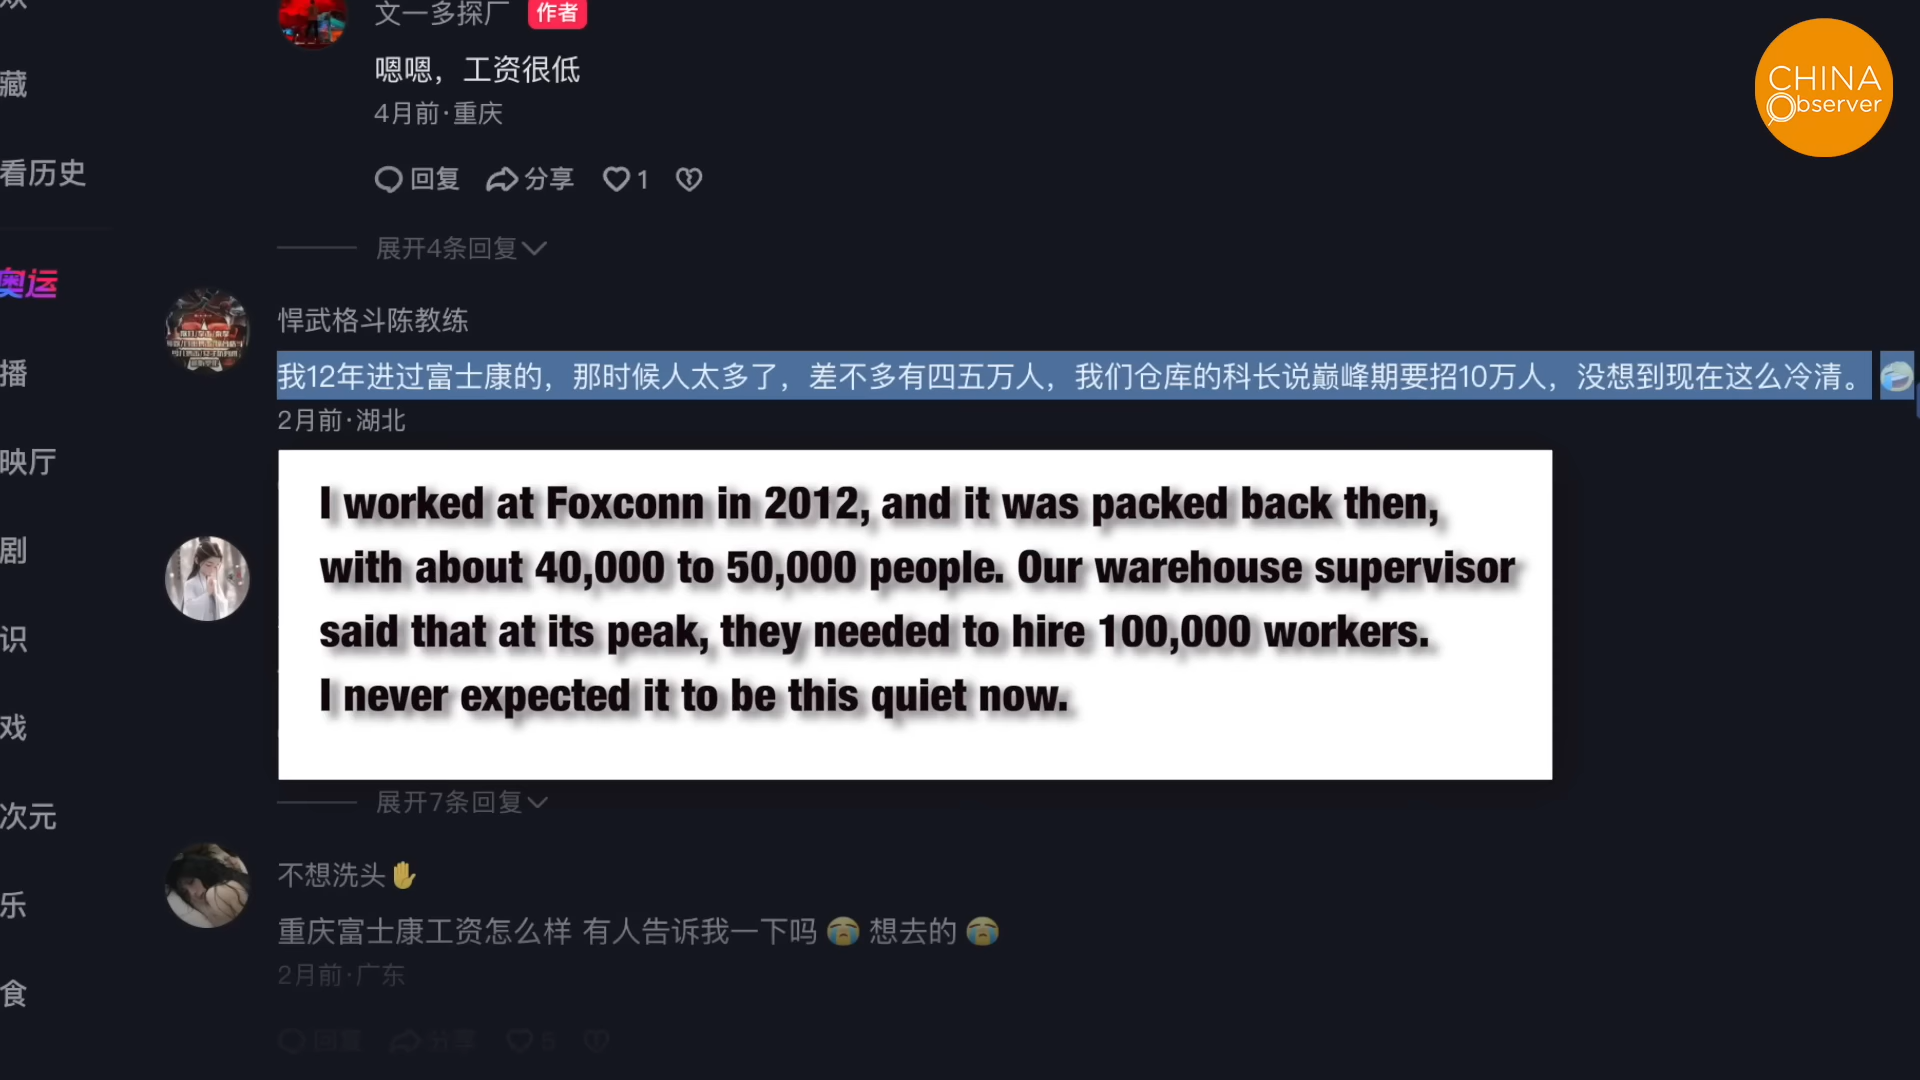 文一多探厂 作者
嗯嗯，工资很低
4月前·重庆
回复 分享 1
展开4条回复
藏
看历史
奥运
播
映厅
剧
识
戏
次元
乐
食
CHINA
Observer
悍武格斗陈教练
我12年进过富士康的，那时候人太多了，差不多有四五万人，我们仓库的科长说巅峰期要招10万人，没想到现在这么冷清。
2月前·湖北
I worked at Foxconn in 2012, and it was packed back then,
with about 40,000 to 50,000 people. Our warehouse supervisor
said that at its peak, they needed to hire 100,000 workers.
I never expected it to be this quiet now.
展开7条回复
不想洗头✋
重庆富士康工资怎么样 有人告诉我一下吗 😭 想去的 😭
2月前·广东
回复 分享 5